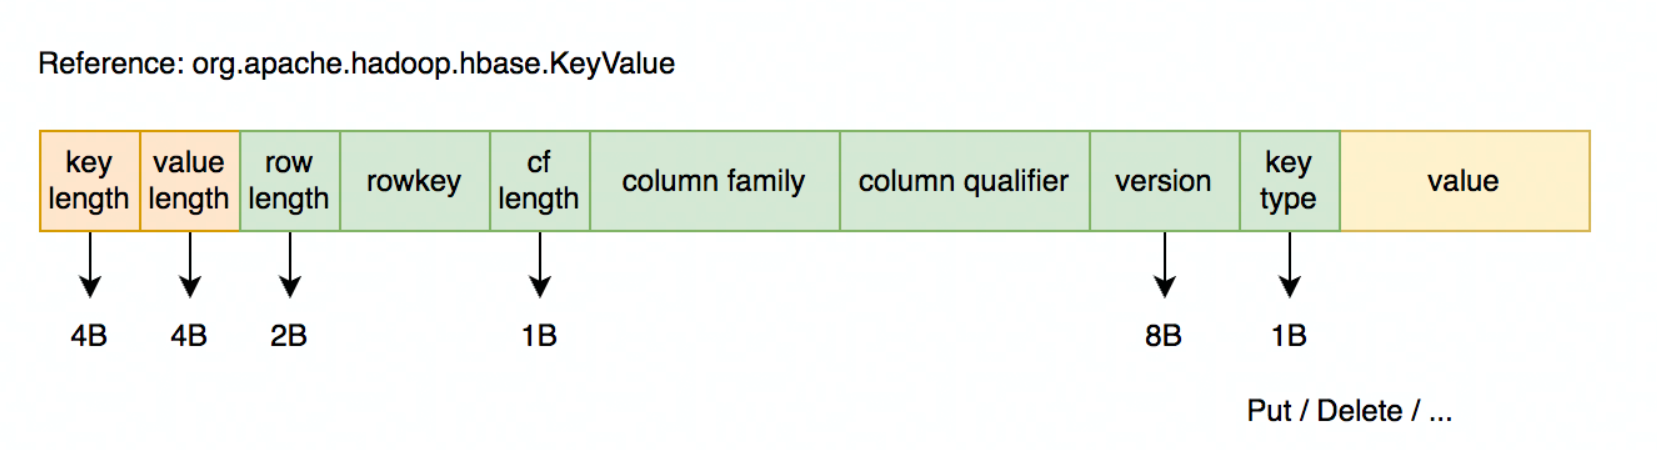 Reference: org.apache.hadoop.hbase.KeyValue
key
length
value
length
row
length
rowkey
cf
length
column family
column qualifier
version
key
type
value
4B
4B
2B
1B
8B
1B
Put / Delete / ...